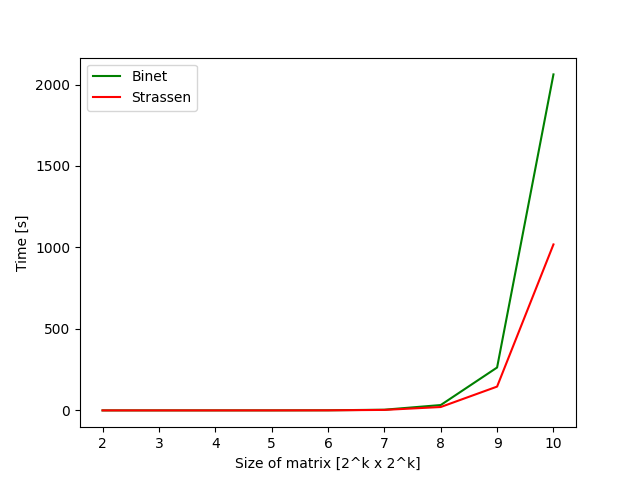 Binet
Strassen
Time [s]
2000
1500
1000
500
0
2 3 4 5 6 7 8 9 10
Size of matrix [2^k x 2^k]